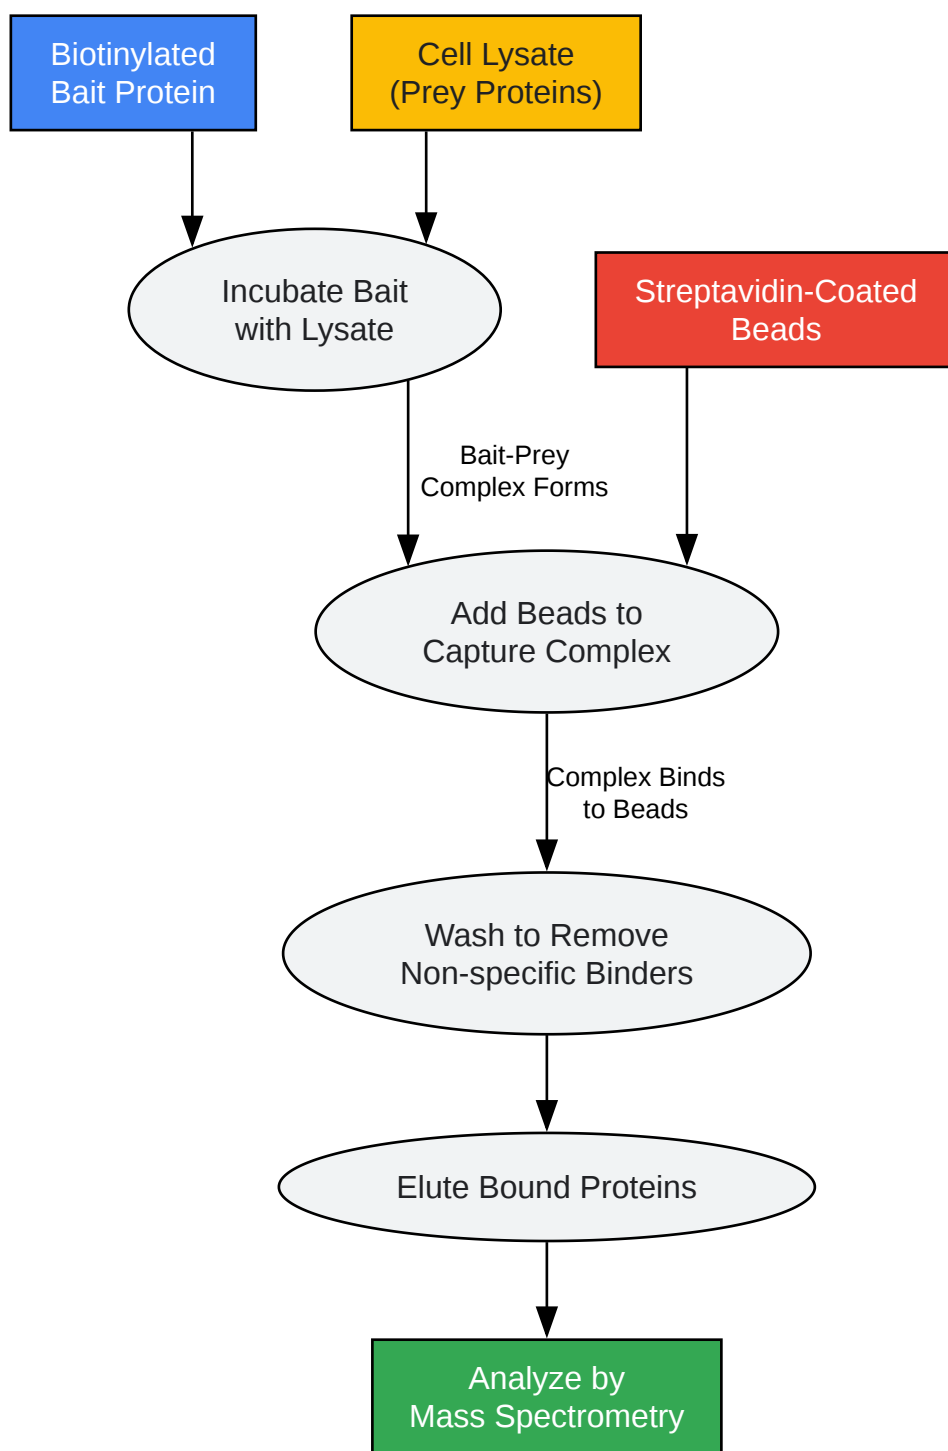 Biotinylated
Bait Protein
Cell Lysate
(Prey Proteins)
Incubate Bait
with Lysate
Streptavidin-Coated
Beads
Bait-Prey
Complex Forms
Add Beads to
Capture Complex
Complex Binds
to Beads
Wash to Remove
Non-specific Binders
Elute Bound Proteins
Analyze by
Mass Spectrometry